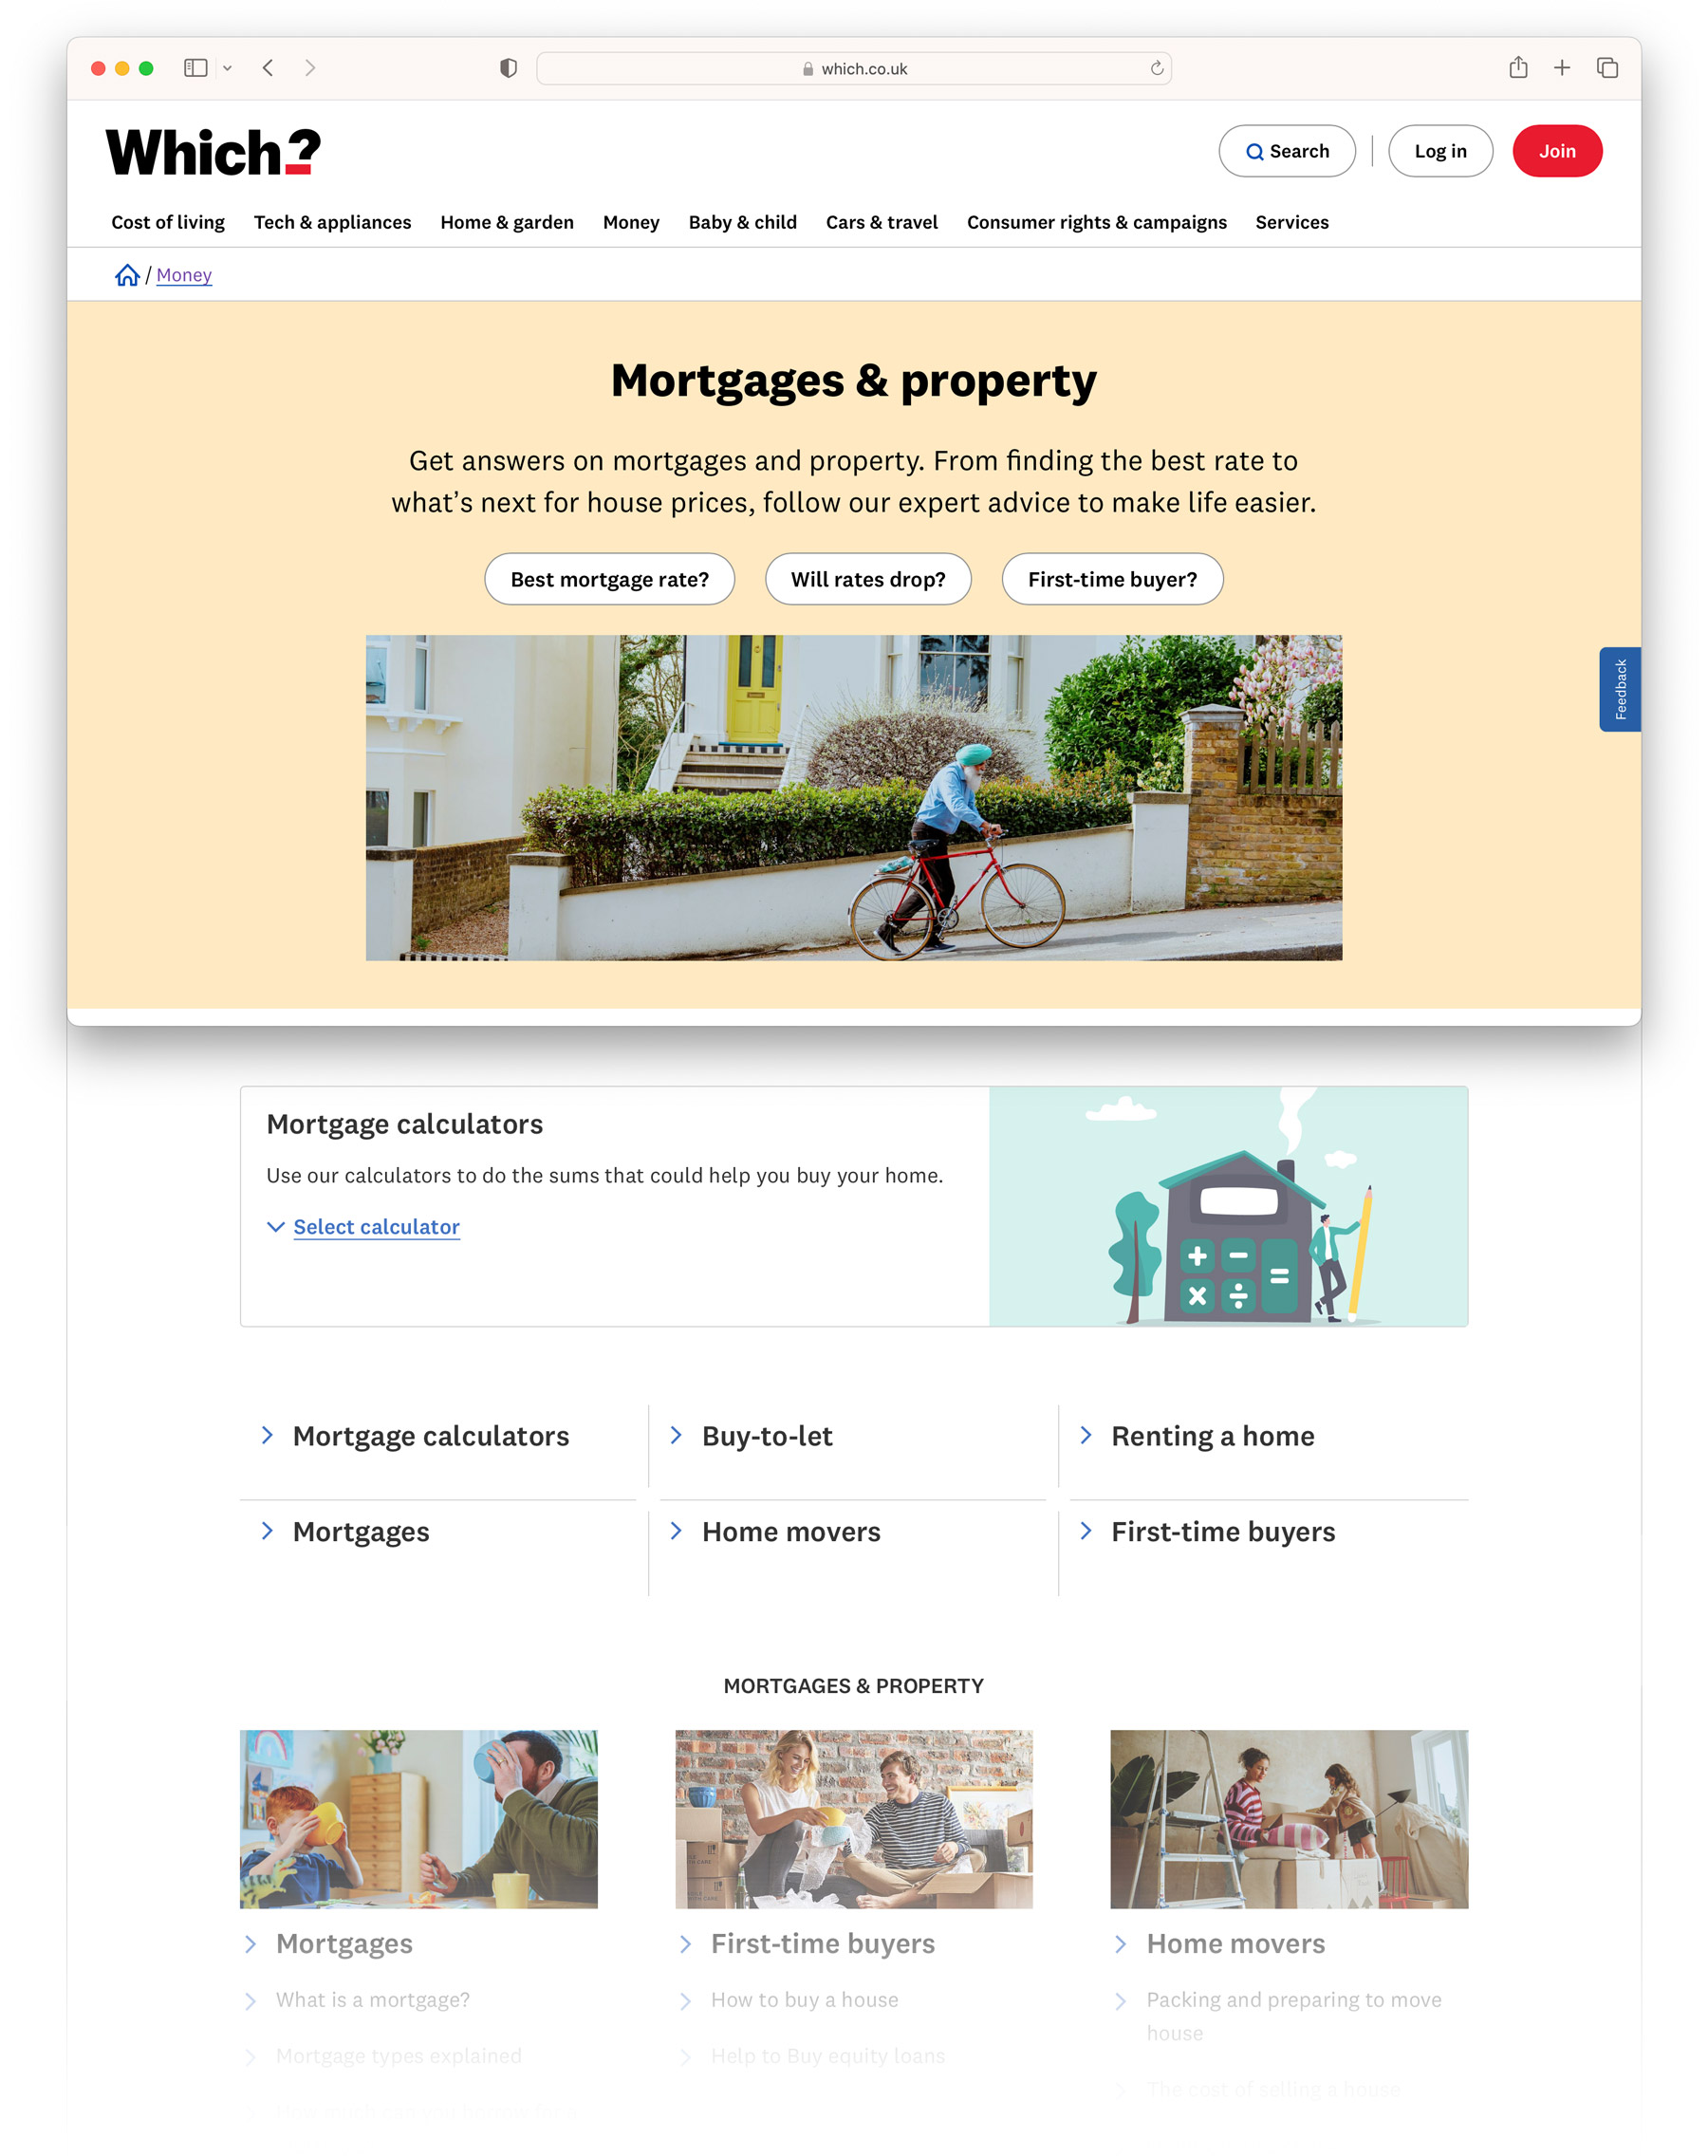 which.co.uk
Which?
Search
Log in
Join
Cost of living
Tech & appliances
Home & garden
Money
Baby & child
Cars & travel
Consumer rights & campaigns
Services
/ Money
Mortgages & property
Get answers on mortgages and property. From finding the best rate to
what’s next for house prices, follow our expert advice to make life easier.
Best mortgage rate?
Will rates drop?
First-time buyer?
Feedback
Mortgage calculators
Use our calculators to do the sums that could help you buy your home.
Select calculator
+ −
=
× ÷
Mortgage calculators
Buy-to-let
Renting a home
Mortgages
Home movers
First-time buyers
MORTGAGES & PROPERTY
Mortgages
What is a mortgage?
Mortgage types explained
First-time buyers
How to buy a house
Help to Buy equity loans
Home movers
Packing and preparing to move
house
The cost of selling a house